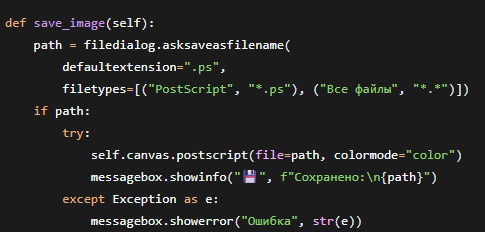 def save_image(self):
    path = filedialog.asksaveasfilename(
        defaultextension=".ps",
        filetypes=[("PostScript", "*.ps"), ("Все файлы", "*.*")])
    if path:
        try:
            self.canvas.postscript(file=path, colormode="color")
            messagebox.showinfo("💾", f"Сохранено:\n{path}")
        except Exception as e:
            messagebox.showerror("Ошибка", str(e))